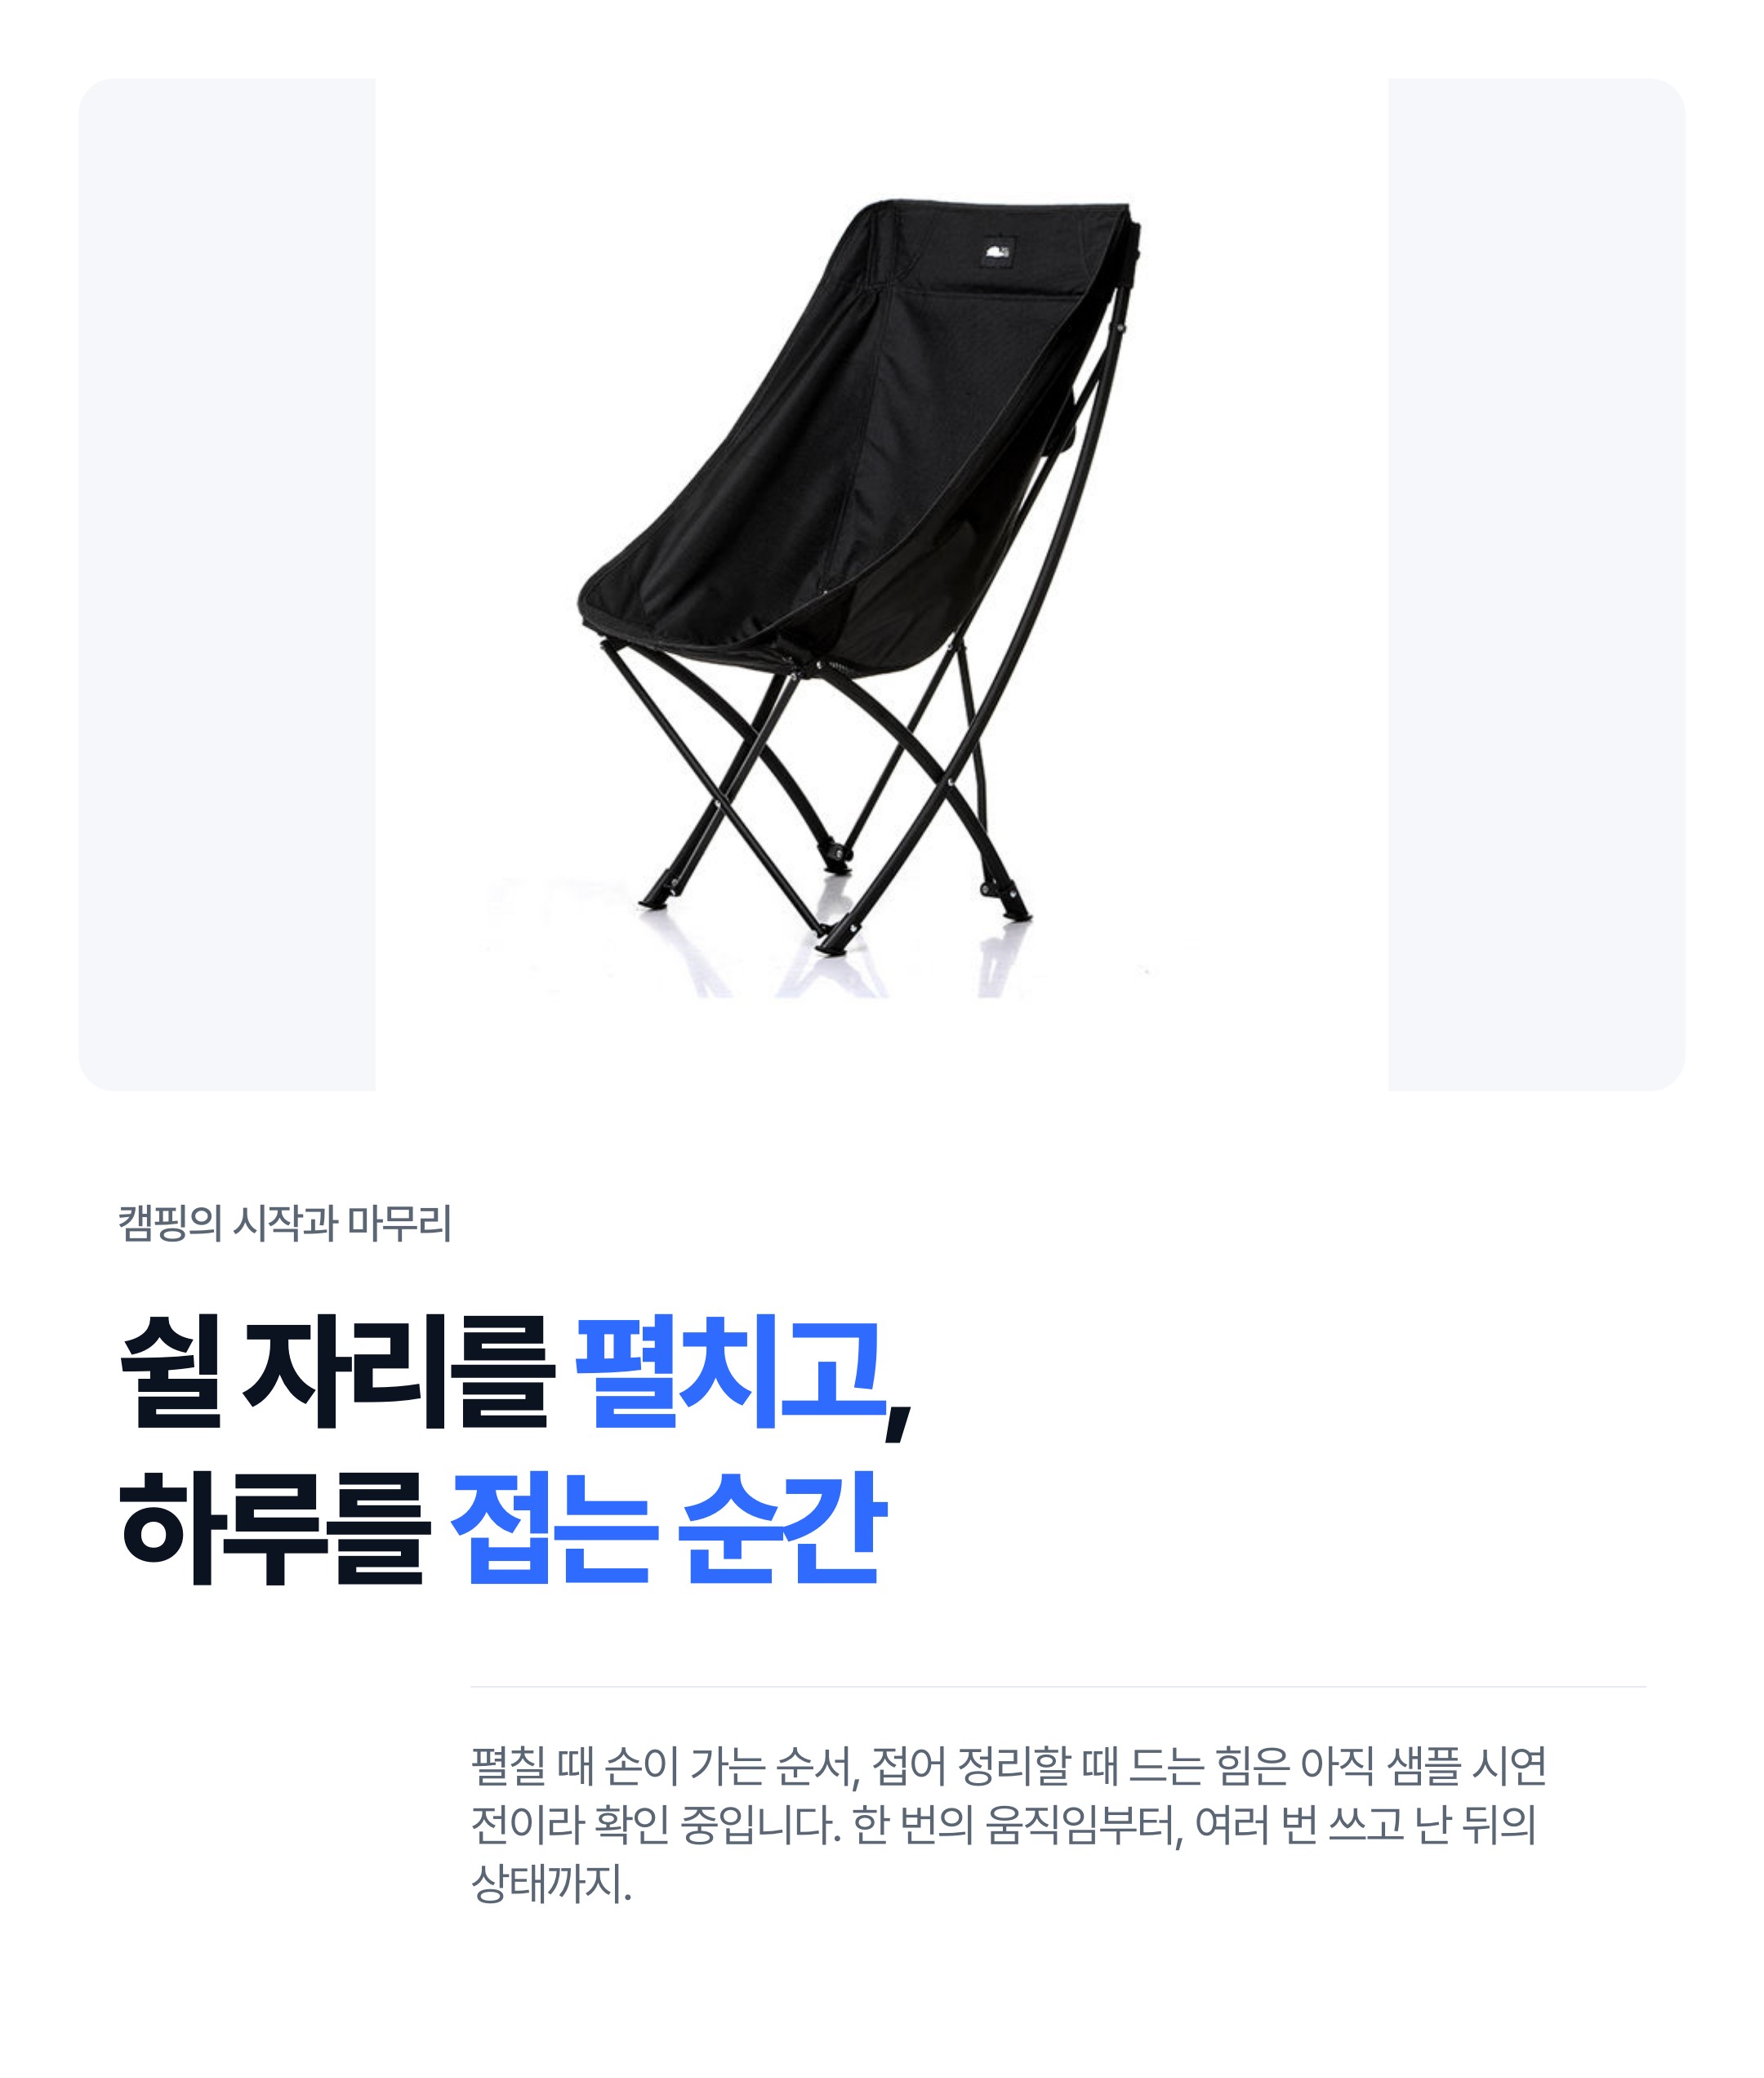 캠핑의 시작과 마무리
쉴 자리를 펼치고,
하루를 접는 순간
펼칠 때 손이 가는 순서, 접어 정리할 때 드는 힘은 아직 샘플 시연
전이라 확인 중입니다. 한 번의 움직임부터, 여러 번 쓰고 난 뒤의
상태까지.